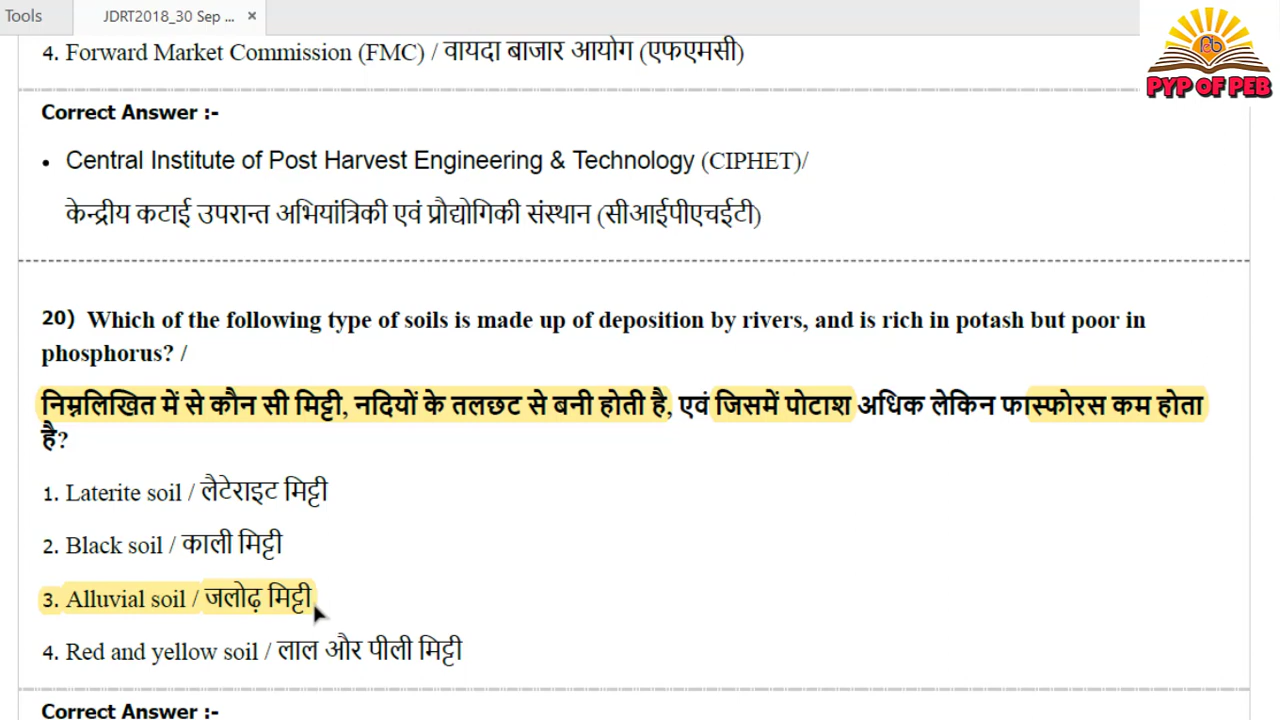 Tools
JDRT2018_30 Sep ... ×
Peb
PYP OF PEB
4. Forward Market Commission (FMC) / वायदा बाजार आयोग (एफएमसी)
Correct Answer :-
• Central Institute of Post Harvest Engineering & Technology (CIPHET)/
केन्द्रीय कटाई उपरान्त अभियांत्रिकी एवं प्रौद्योगिकी संस्थान (सीआईपीएचईटी)
20) Which of the following type of soils is made up of deposition by rivers, and is rich in potash but poor in
phosphorus? /
निम्नलिखित में से कौन सी मिट्टी, नदियों के तलछट से बनी होती है, एवं जिसमें पोटाश अधिक लेकिन फास्फोरस कम होता
है?
1. Laterite soil / लैटेराइट मिट्टी
2. Black soil / काली मिट्टी
3. Alluvial soil / जलोढ़ मिट्टी
4. Red and yellow soil / लाल और पीली मिट्टी
Correct Answer :-